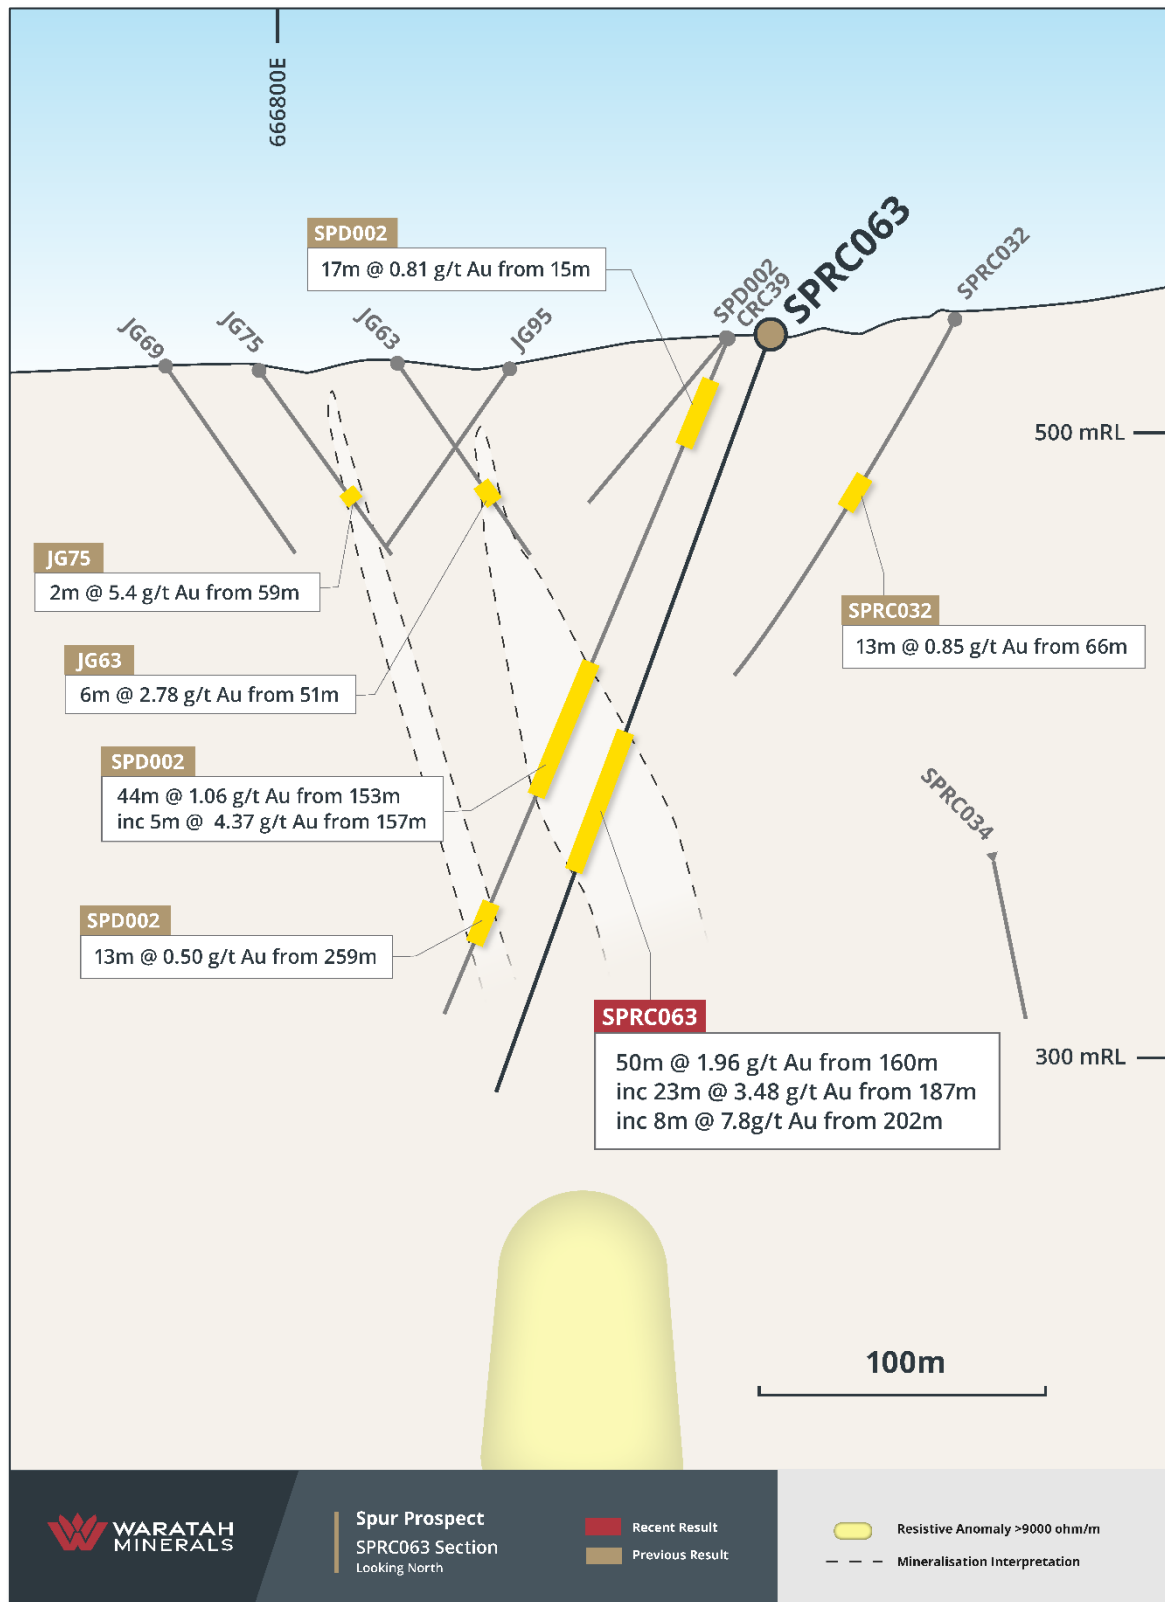 666800E
SPD002
17m @ 0.81 g/t Au from 15m
JG69
JG75
JG63
JG95
SPD002
CRC39
SPRC063
SPRC032
500 mRL
JG75
2m @ 5.4 g/t Au from 59m
SPRC032
13m @ 0.85 g/t Au from 66m
JG63
6m @ 2.78 g/t Au from 51m
SPD002
44m @ 1.06 g/t Au from 153m
inc 5m @ 4.37 g/t Au from 157m
SPRC034
SPD002
13m @ 0.50 g/t Au from 259m
SPRC063
50m @ 1.96 g/t Au from 160m
inc 23m @ 3.48 g/t Au from 187m
inc 8m @ 7.8g/t Au from 202m
300 mRL
100m
WARATAH
MINERALS
Spur Prospect
SPRC063 Section
Looking North
Recent Result
Previous Result
Resistive Anomaly >9000 ohm/m
Mineralisation Interpretation